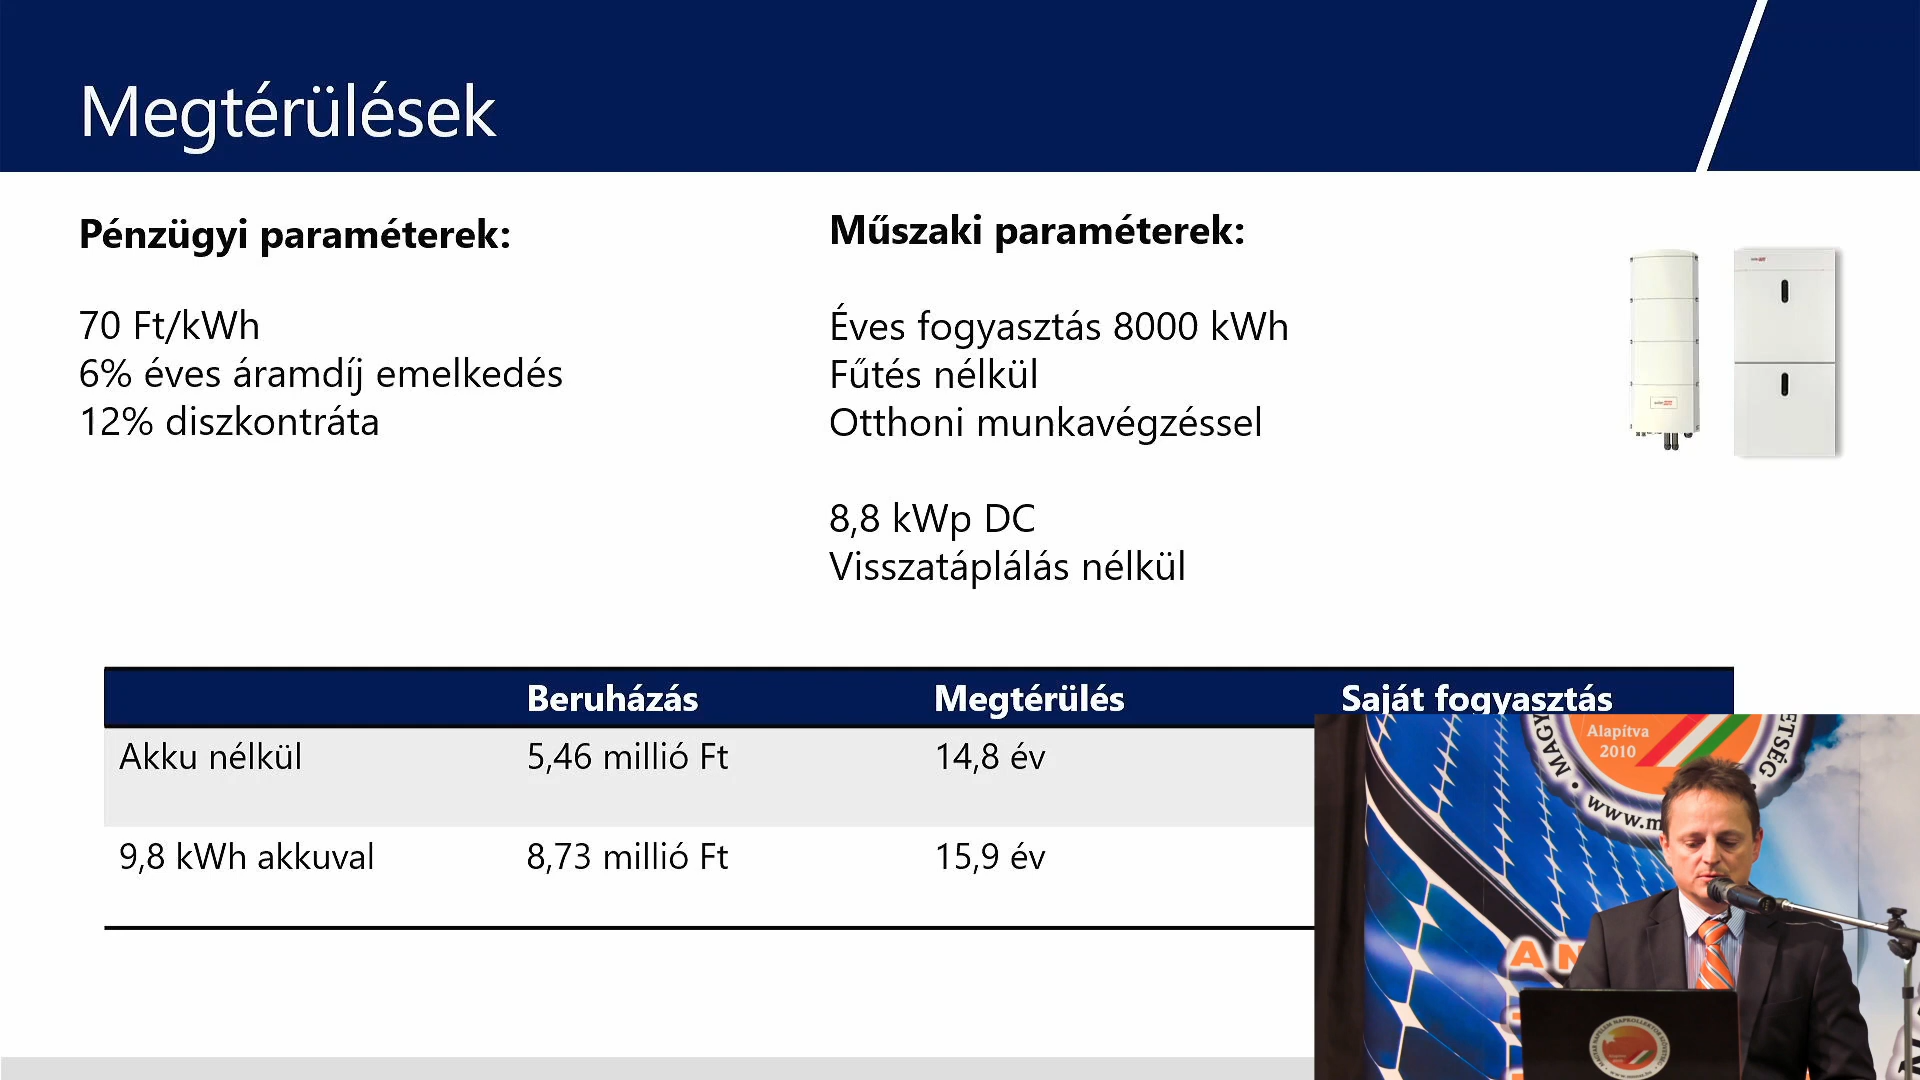 Megtérülések
Pénzügyi paraméterek:
70 Ft/kWh
6% éves áramdíj emelkedés
12% diszkontráta
Műszaki paraméterek:
Éves fogyasztás 8000 kWh
Fűtés nélkül
Otthoni munkavégzéssel
8,8 kWp DC
Visszatáplálás nélkül
Beruházás Megtérülés Saját fogyasztás
Akku nélkül 5,46 millió Ft 14,8 év
9,8 kWh akkuval 8,73 millió Ft 15,9 év
Alapítva
2010